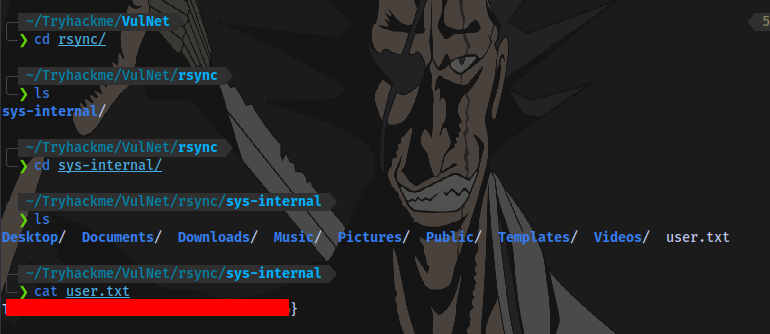 ~/Tryhackme/VulNet 5
❯ cd rsync/
~/Tryhackme/VulNet/rsync
❯ ls
sys-internal/
~/Tryhackme/VulNet/rsync
❯ cd sys-internal/
~/Tryhackme/VulNet/rsync/sys-internal
❯ ls
Desktop/ Documents/ Downloads/ Music/ Pictures/ Public/ Templates/ Videos/ user.txt
~/Tryhackme/VulNet/rsync/sys-internal
❯ cat user.txt
}